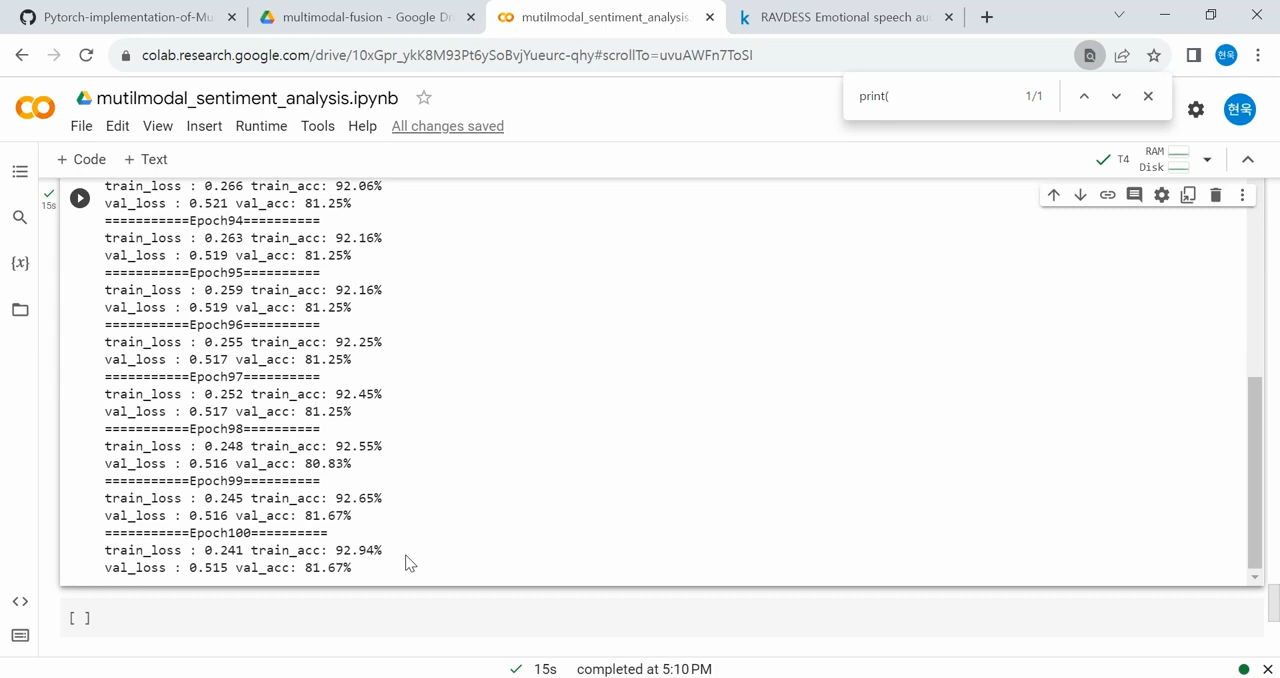 Pytorch-implementation-of-Mu
multimodal-fusion - Google Dr
mutilmodal_sentiment_analysis.
RAVDESS Emotional speech au
colab.research.google.com/drive/10xGpr_ykK8M93Pt6ySoBvjYueurc-qhy#scrollTo=uvuAWFn7ToSI
현욱
mutilmodal_sentiment_analysis.ipynb
print( 1/1
현욱
File Edit View Insert Runtime Tools Help All changes saved
+ Code + Text
T4 RAM
Disk
{x}
15s
train_loss : 0.266 train_acc: 92.06%
val_loss : 0.521 val_acc: 81.25%
===========Epoch94==========
train_loss : 0.263 train_acc: 92.16%
val_loss : 0.519 val_acc: 81.25%
===========Epoch95==========
train_loss : 0.259 train_acc: 92.16%
val_loss : 0.519 val_acc: 81.25%
===========Epoch96==========
train_loss : 0.255 train_acc: 92.25%
val_loss : 0.517 val_acc: 81.25%
===========Epoch97==========
train_loss : 0.252 train_acc: 92.45%
val_loss : 0.517 val_acc: 81.25%
===========Epoch98==========
train_loss : 0.248 train_acc: 92.55%
val_loss : 0.516 val_acc: 80.83%
===========Epoch99==========
train_loss : 0.245 train_acc: 92.65%
val_loss : 0.516 val_acc: 81.67%
===========Epoch100==========
train_loss : 0.241 train_acc: 92.94%
val_loss : 0.515 val_acc: 81.67%
[ ]
15s completed at 5:10 PM